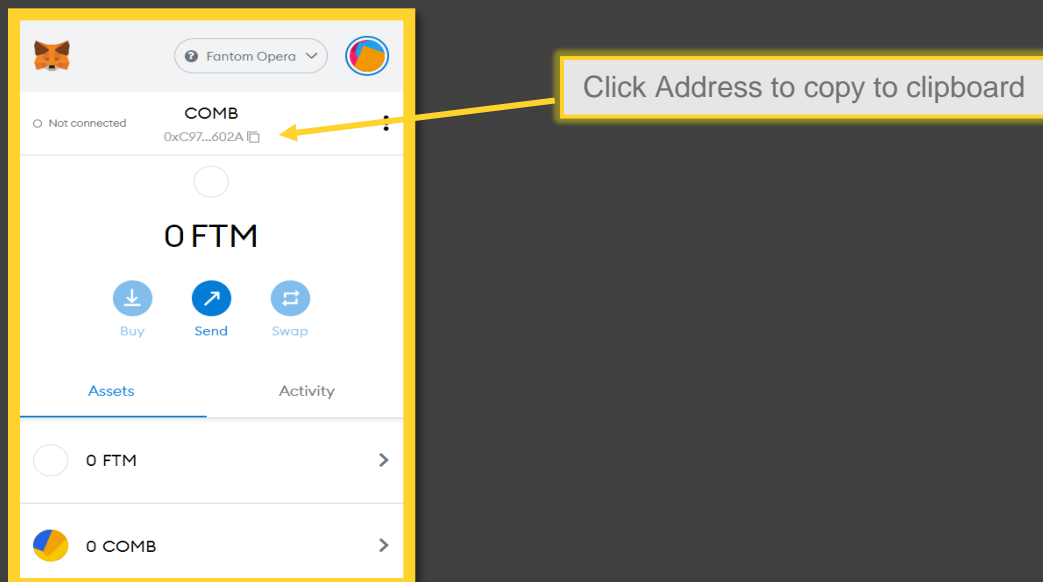 Fantom Opera
Click Address to copy to clipboard
Not connected
COMB
0xC97...602A
0 FTM
Buy
Send
Swap
Assets
Activity
0 FTM
0 COMB